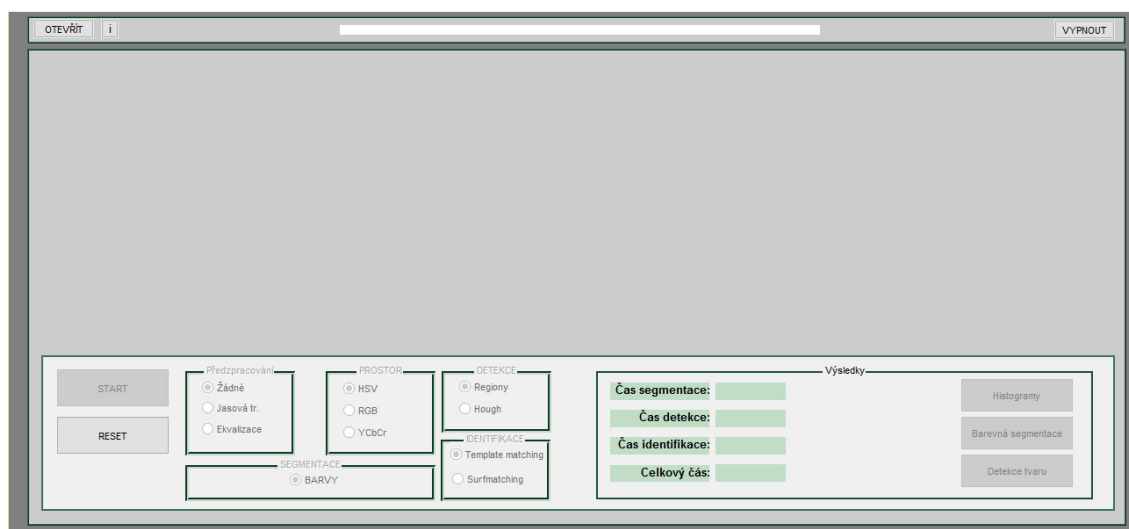 OTEVŘÍT
i
VYPNOUT
START
RESET
Předzpracování
Žádné
Jasová tr.
Ekvalizace
PROSTOR
HSV
RGB
YCbCr
DETEKCE
Regiony
Hough
IDENTIFIKACE
Template matching
Surfmatching
SEGMENTACE
BARVY
Výsledky
Čas segmentace:
Čas detekce:
Čas identifikace:
Celkový čás:
Histogramy
Barevná segmentace
Detekce tvaru